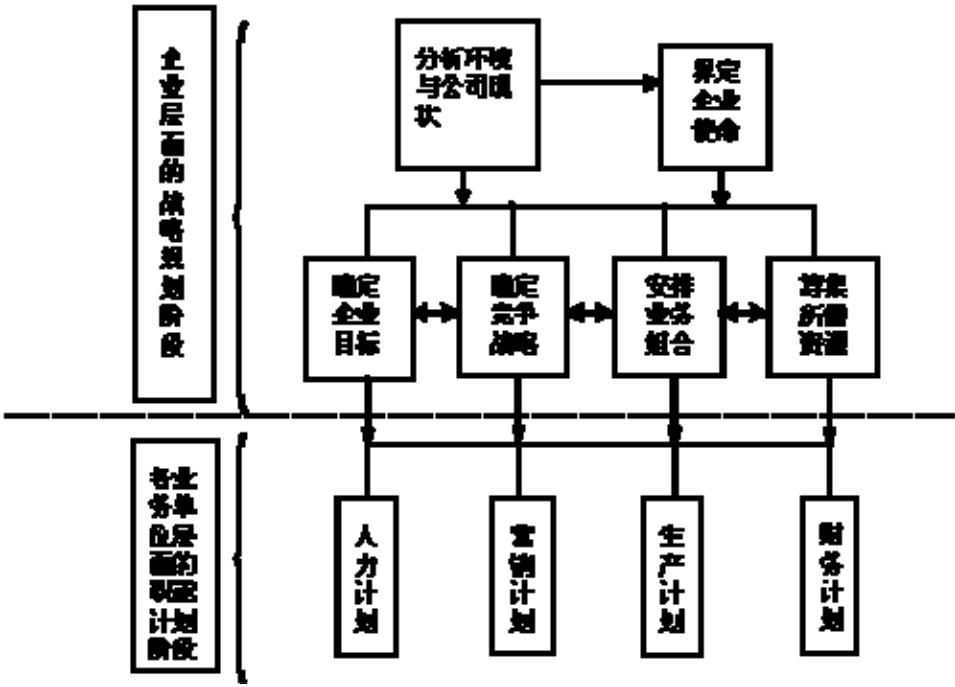 企业层面的战略规划阶段
分析环境
与公司现
状
界定
企业
使命
确定
企业
目标
确定
竞争
战略
安排
业务
组合
筹集
所需
资源
各业
务单
位层
面的
职能
计划
阶段
人力计划
营销计划
生产计划
财务计划